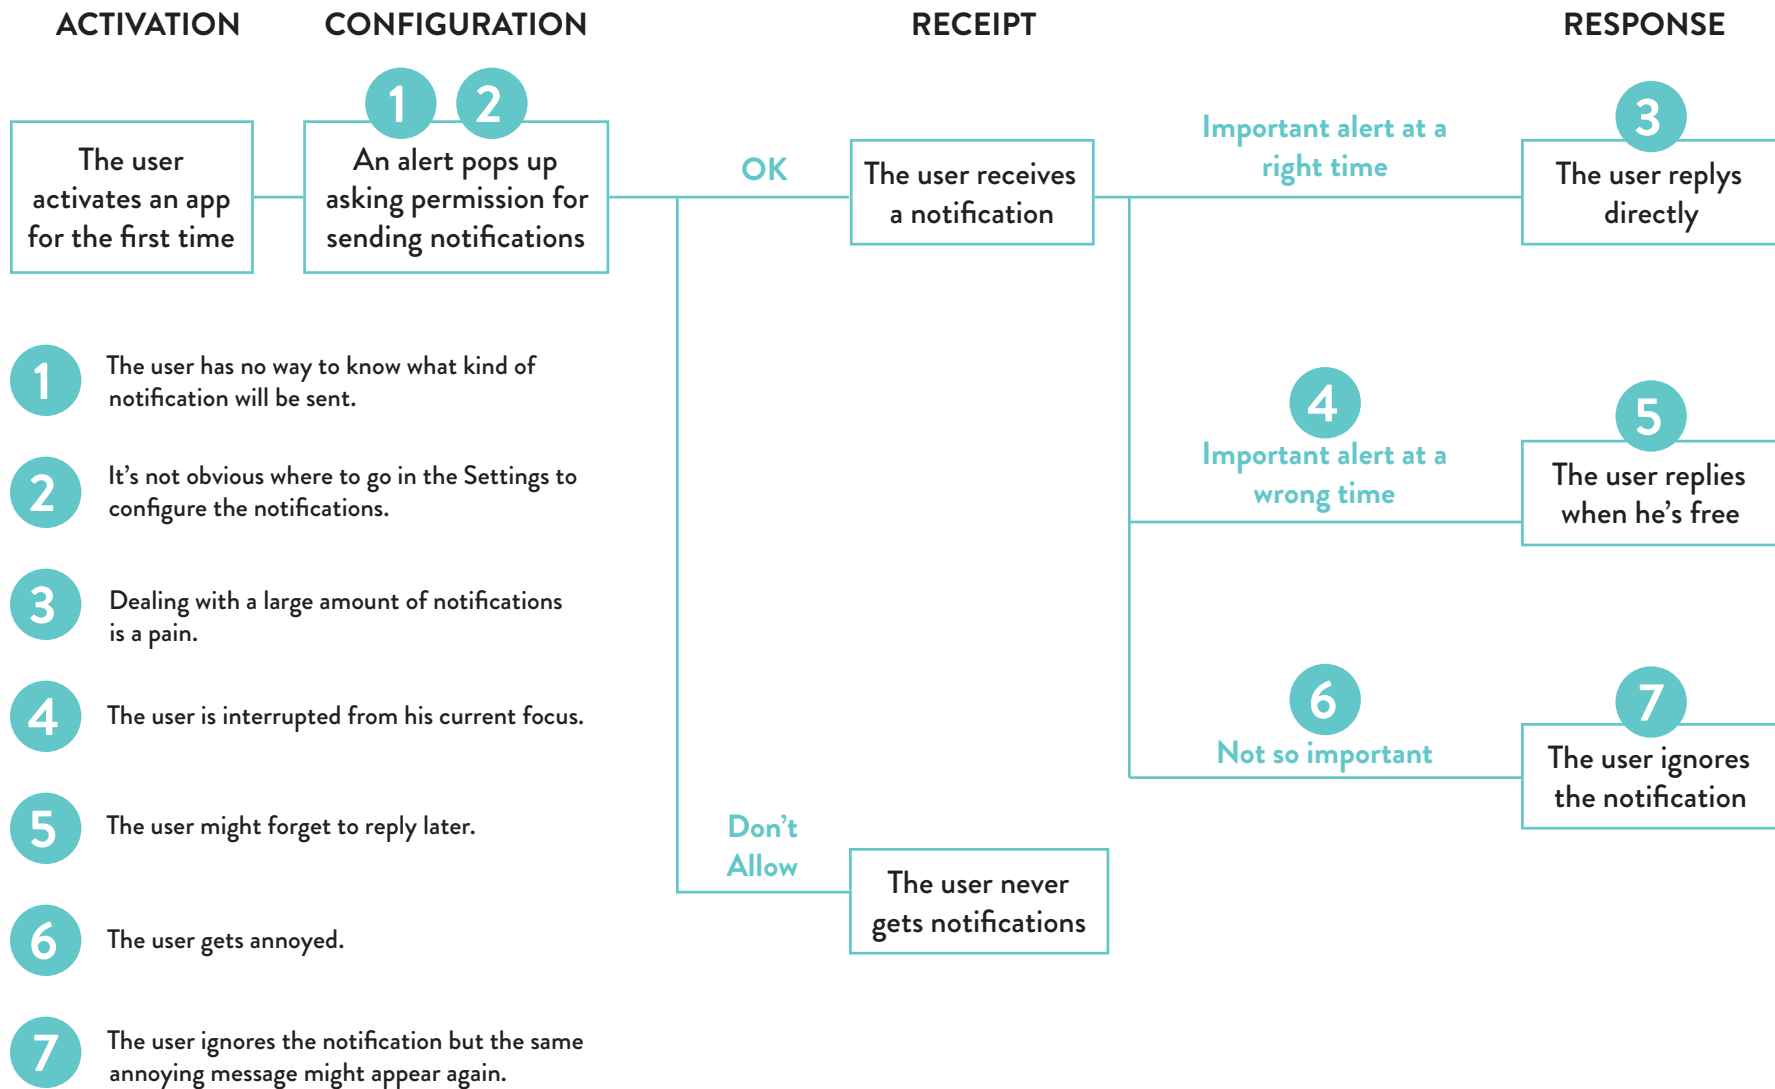 ACTIVATION
CONFIGURATION
RECEIPT
RESPONSE
The user
activates an app
for the first time
1
2
An alert pops up
asking permission for
sending notifications
OK
The user receives
a notification
Important alert at a
right time
3
The user replys
directly
4
Important alert at a
wrong time
5
The user replies
when he’s free
6
Not so important
7
The user ignores
the notification
Don’t
Allow
The user never
gets notifications
1
The user has no way to know what kind of
notification will be sent.
2
It’s not obvious where to go in the Settings to
configure the notifications.
3
Dealing with a large amount of notifications
is a pain.
4
The user is interrupted from his current focus.
5
The user might forget to reply later.
6
The user gets annoyed.
7
The user ignores the notification but the same
annoying message might appear again.